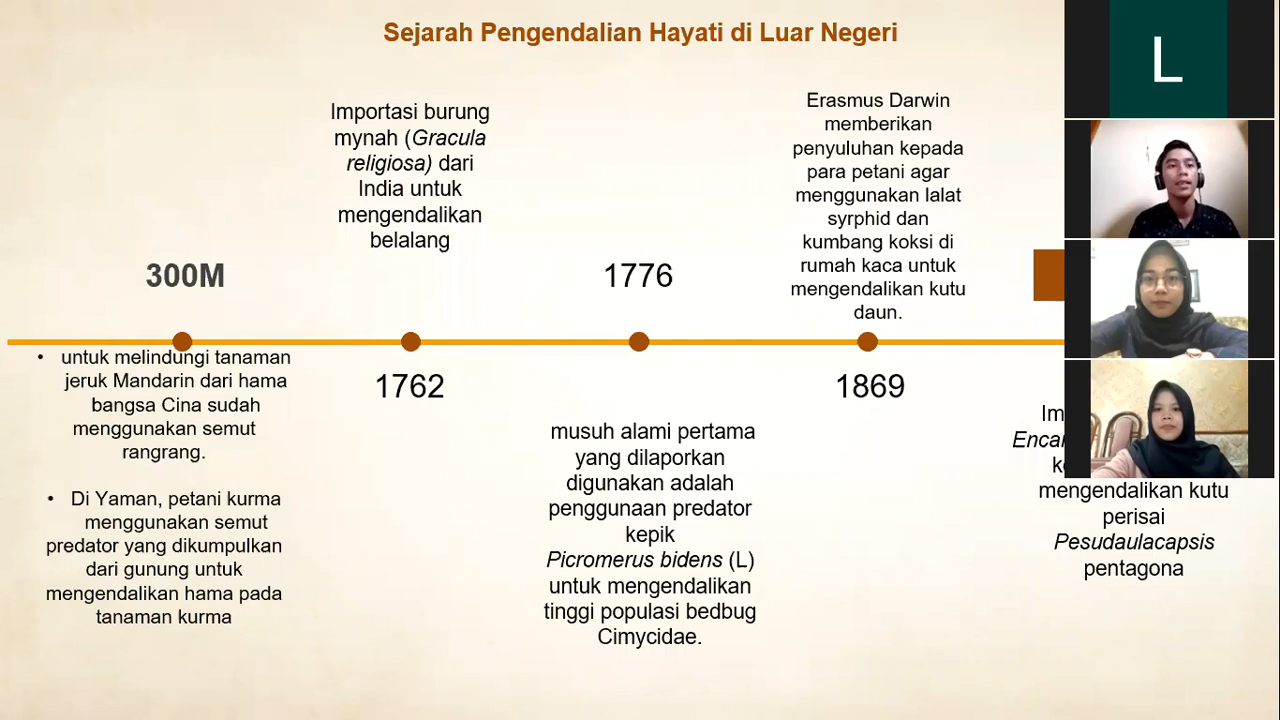 Sejarah Pengendalian Hayati di Luar Negeri
300M
• untuk melindungi tanaman
jeruk Mandarin dari hama
bangsa Cina sudah
menggunakan semut
rangrang.
• Di Yaman, petani kurma
menggunakan semut
predator yang dikumpulkan
dari gunung untuk
mengendalikan hama pada
tanaman kurma
Importasi burung
mynah (Gracula
religiosa) dari
India untuk
mengendalikan
belalang
1762
1776
musuh alami pertama
yang dilaporkan
digunakan adalah
penggunaan predator
kepik
Picromerus bidens (L)
untuk mengendalikan
tinggi populasi bedbug
Cimycidae.
Erasmus Darwin
memberikan
penyuluhan kepada
para petani agar
menggunakan lalat
syrphid dan
kumbang koksi di
rumah kaca untuk
mengendalikan kutu
daun.
1869
mengendalikan kutu
perisai
Pesudaulacapsis
pentagona
L